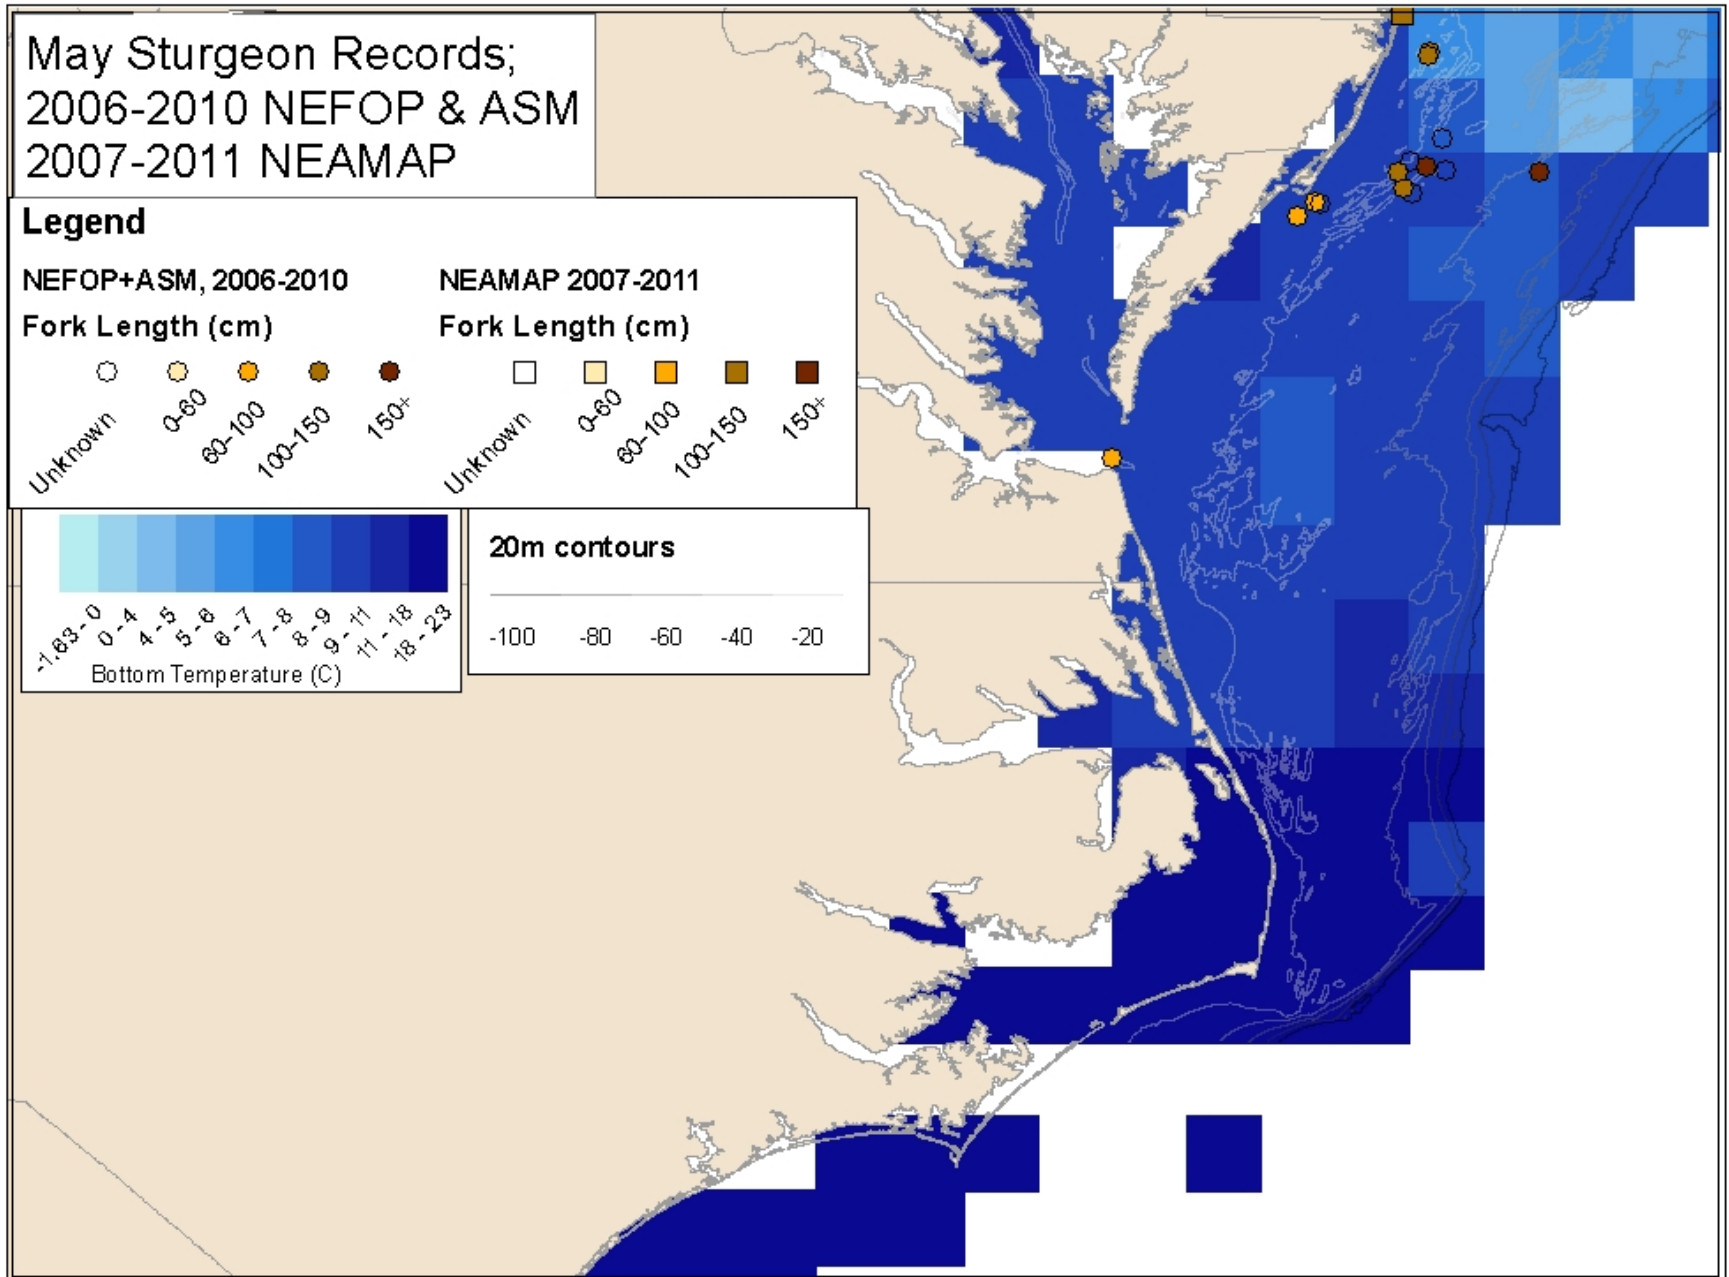 May Sturgeon Records;
2006-2010 NEFOP & ASM
2007-2011 NEAMAP
Legend
NEFOP+ASM, 2006-2010
Fork Length (cm)
Unknown
0-60
60-100
100-150
150+
NEAMAP 2007-2011
Fork Length (cm)
Unknown
0-60
60-100
100-150
150+
-1.63 - 0
0 - 4
4 - 5
5 - 6
6 - 7
7 - 8
8 - 9
9 - 11
11 - 18
18 - 23
Bottom Temperature (C)
20m contours
-100 -80 -60 -40 -20